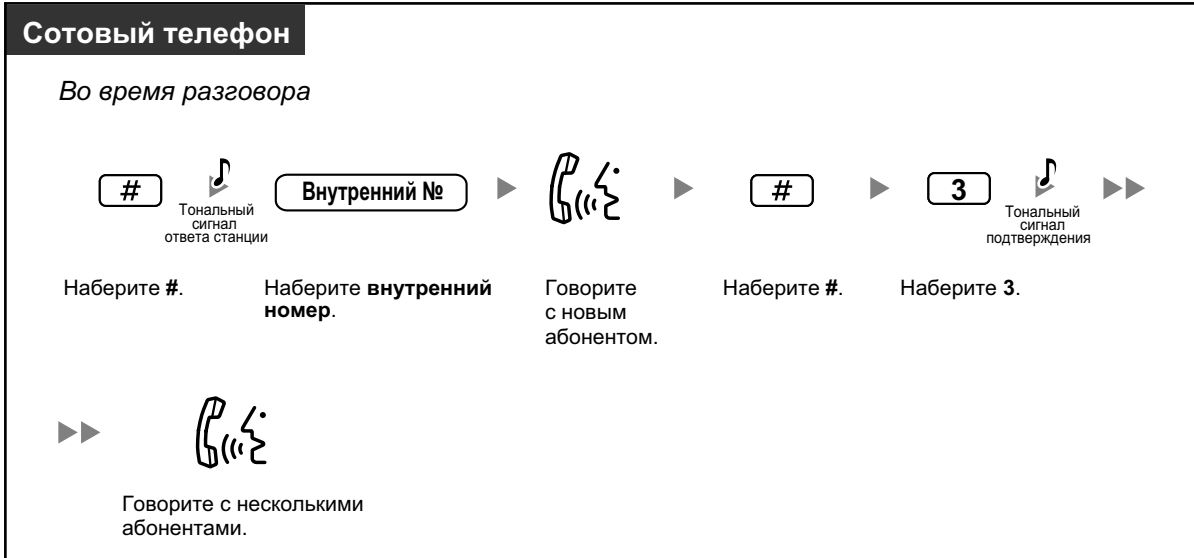 Сотовый телефон
Во время разговора
#
Тональный
сигнал
ответа станции
Внутренний №
#
3
Тональный
сигнал
подтверждения
Наберите #.
Наберите внутренний
номер.
Говорите
с новым
абонентом.
Наберите #.
Наберите 3.
Говорите с несколькими
абонентами.